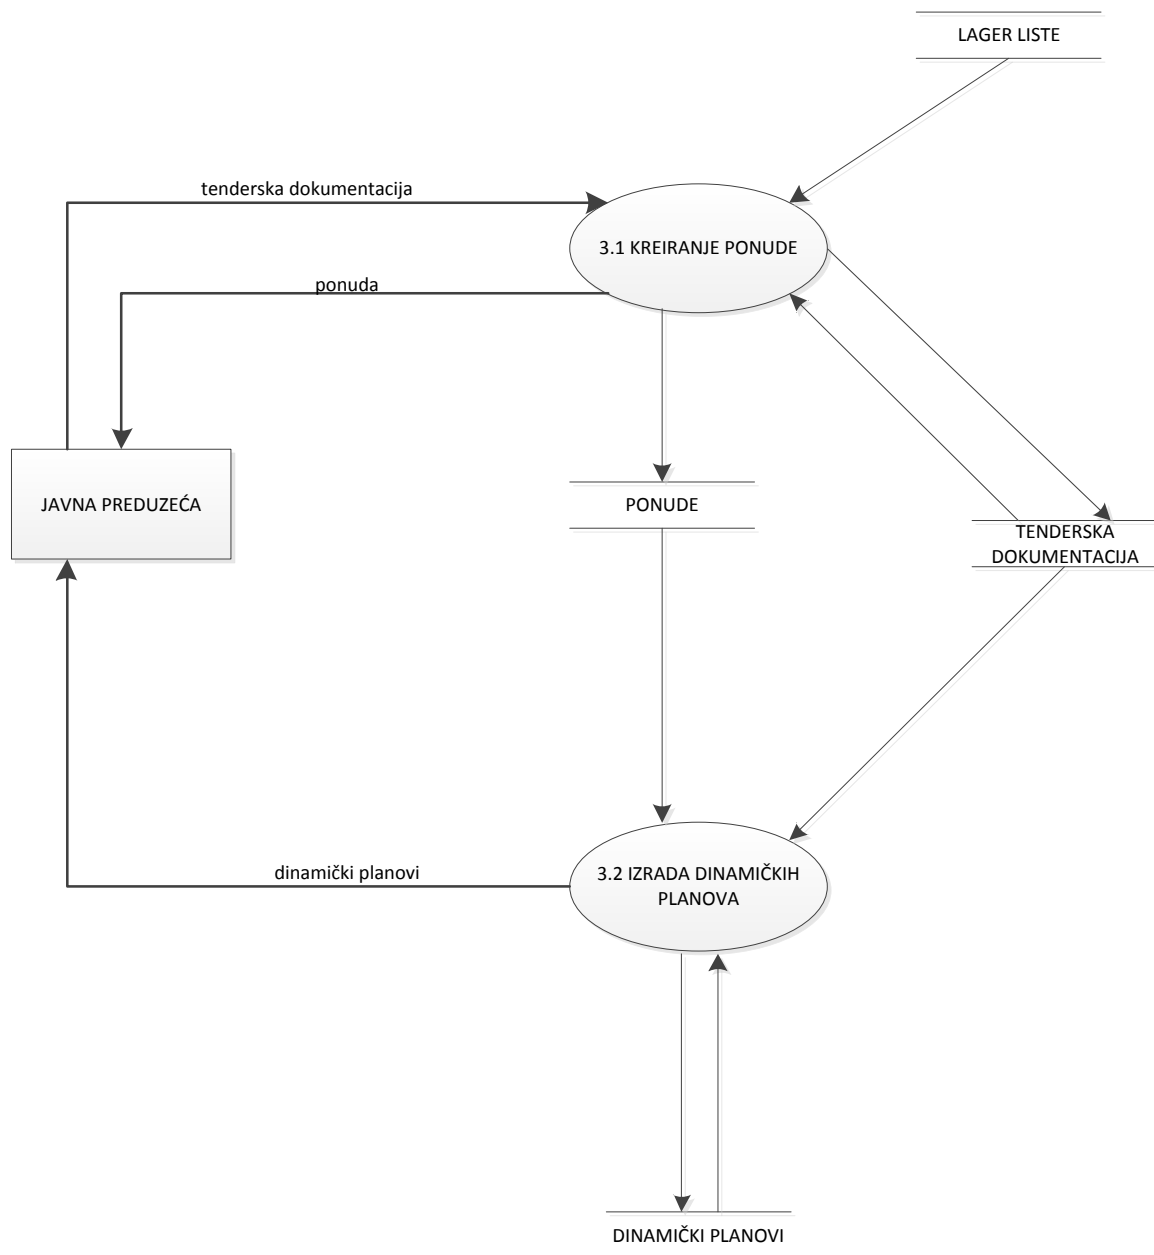 LAGER LISTE
tenderska dokumentacija
3.1 KREIRANJE PONUDE
ponuda
JAVNA PREDUZEĆA
PONUDE
TENDERSKA
DOKUMENTACIJA
dinamički planovi
3.2 IZRADA DINAMIČKIH
PLANOVA
DINAMIČKI PLANOVI